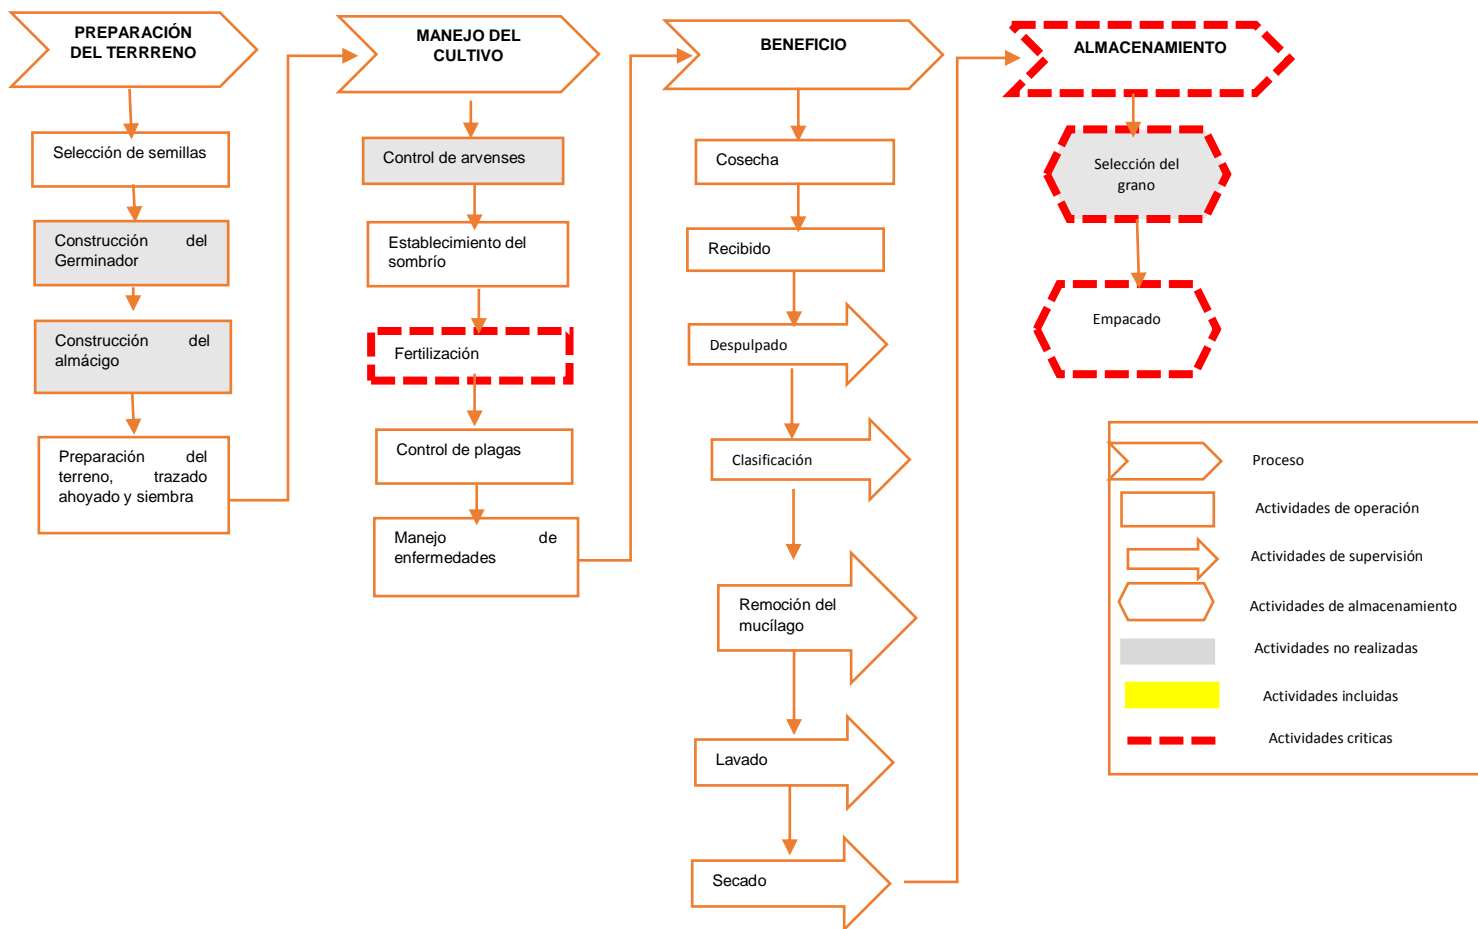 PREPARACIÓN
DEL TERRRENO
Selección de semillas
Construcción del
Germinador
Construcción del
almácigo
Preparación del
terreno, trazado
ahoyado y siembra
MANEJO DEL
CULTIVO
Control de arvenses
Establecimiento del
sombrío
Fertilización
Control de plagas
Manejo de
enfermedades
BENEFICIO
Cosecha
Recibido
Despulpado
Clasificación
Remoción del
mucílago
Lavado
Secado
ALMACENAMIENTO
Selección del
grano
Empacado
Proceso
Actividades de operación
Actividades de supervisión
Actividades de almacenamiento
Actividades no realizadas
Actividades incluidas
Actividades criticas